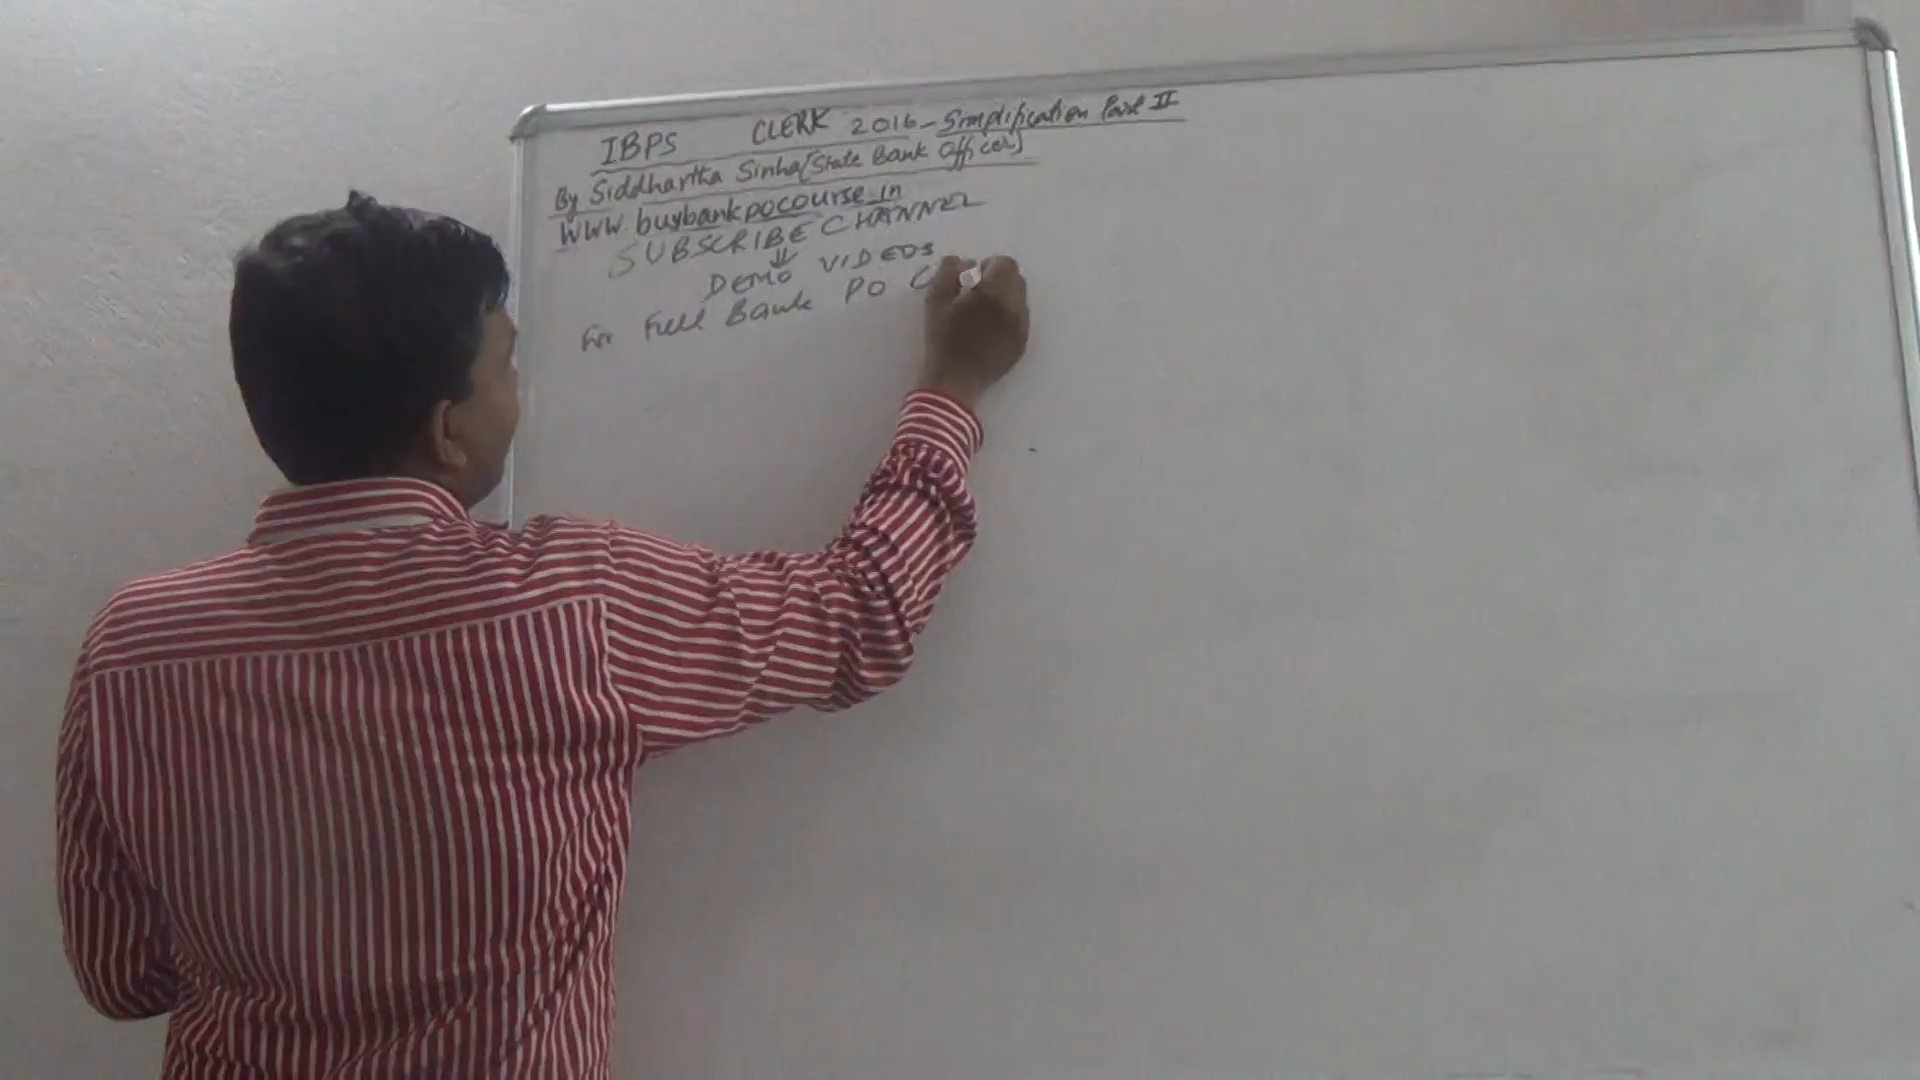 IBPS CLERK 2016 - Simplification Part II
By Siddhartha Sinha [State Bank Officer]
WWW.buybankpocourse.in
SUBSCRIBE CHANNEL
⇓
DEMO VIDEOS
For Full Bank PO C